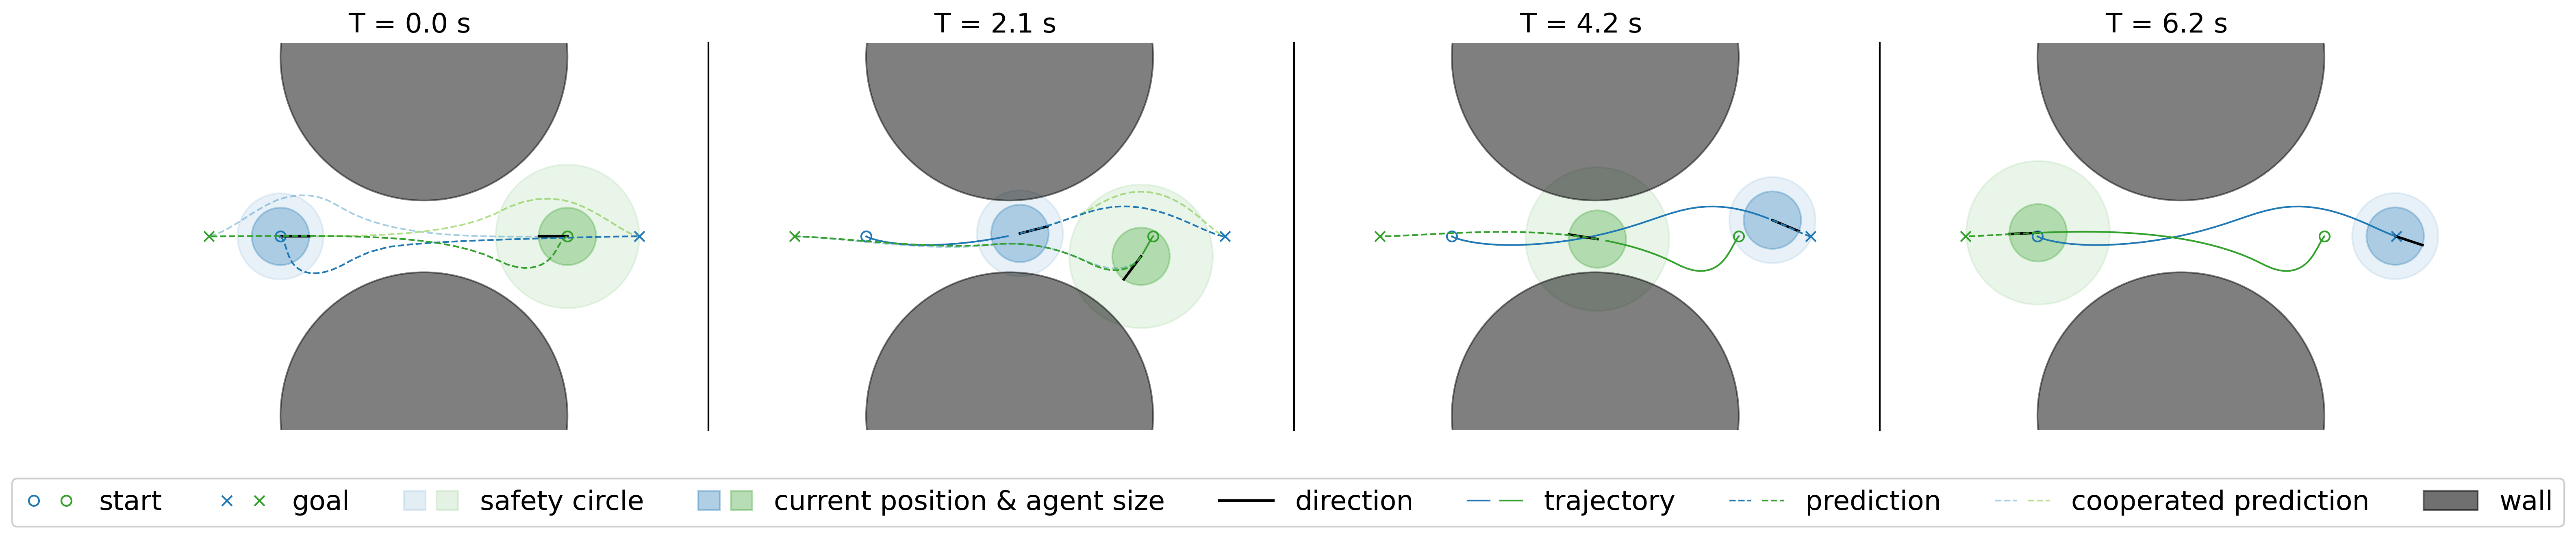 T = 0.0 s
T = 2.1 s
T = 4.2 s
T = 6.2 s
start goal safety circle current position & agent size direction trajectory prediction cooperated prediction wall